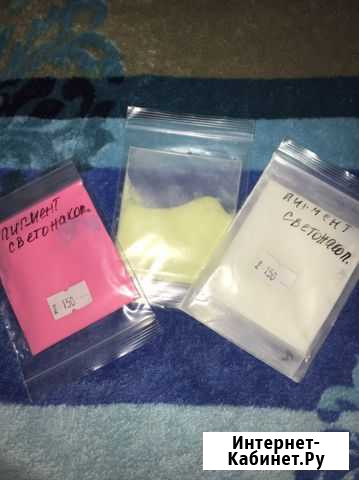 ПИГМЕНТ
СВЕТОНАКОП.
150
ПИГМЕНТ
СВЕТОНАКОП.
150
Интернет-
Кабинет.Ру